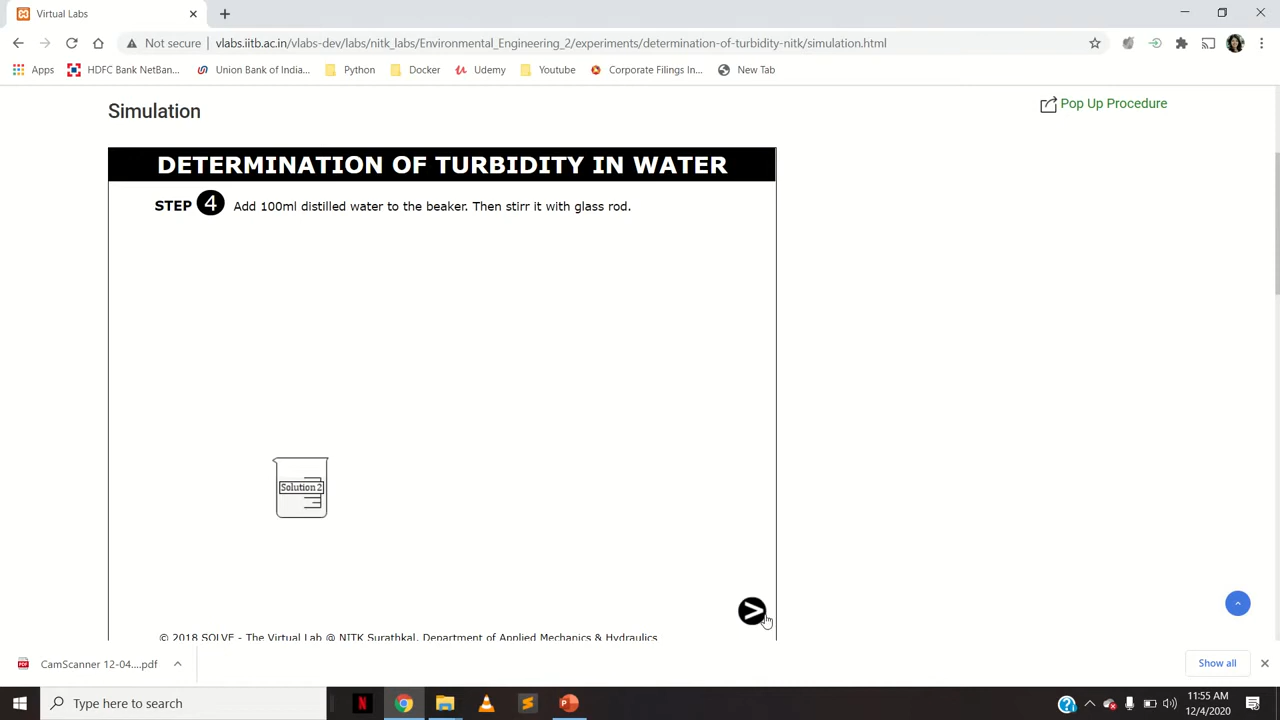 Virtual Labs
Not secure
vlabs.iitb.ac.in/vlabs-dev/labs/nitk_labs/Environmental_Engineering_2/experiments/determination-of-turbidity-nitk/simulation.html
Apps
HDFC Bank NetBan...
Union Bank of India...
Python
Docker
Udemy
Youtube
Corporate Filings In...
New Tab
Simulation
Pop Up Procedure
DETERMINATION OF TURBIDITY IN WATER
STEP 4 Add 100ml distilled water to the beaker. Then stirr it with glass rod.
Solution 2
>
© 2018 SOLVE - The Virtual Lab @ NITK Surathkal, Department of Applied Mechanics & Hydraulics
CamScanner 12-04....pdf
Show all
Type here to search
11:55 AM
12/4/2020